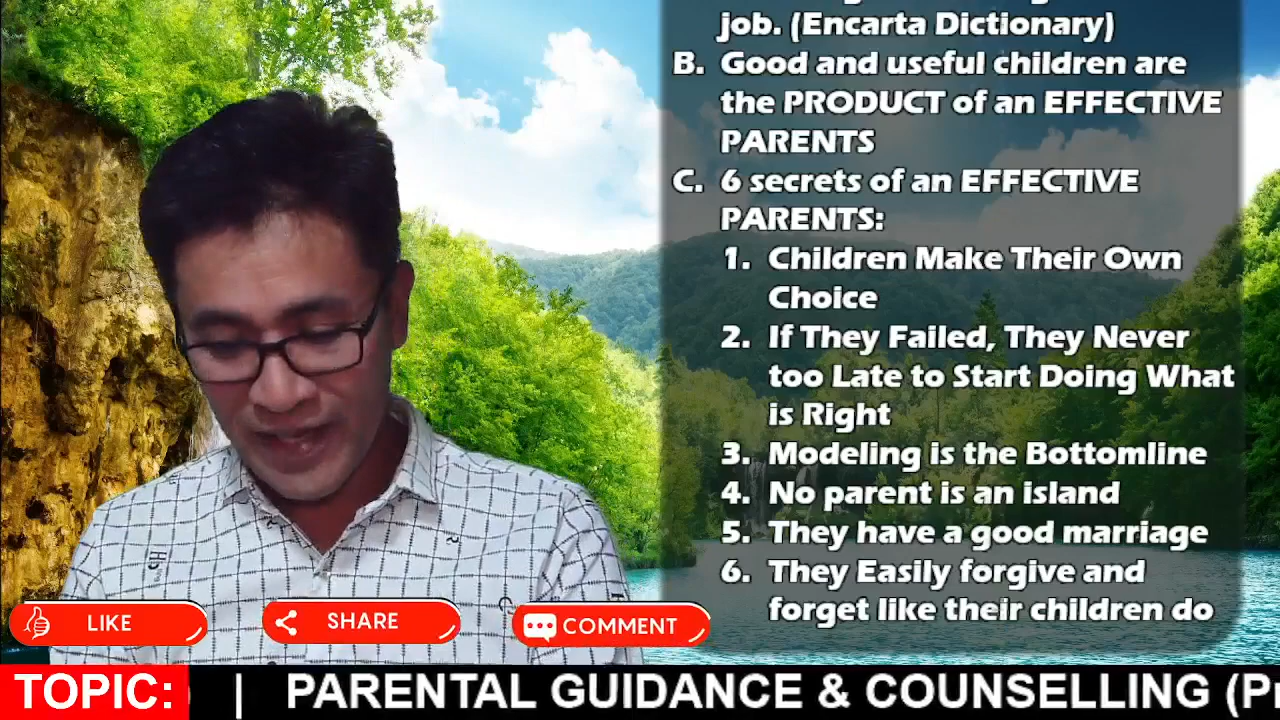 job. (Encarta Dictionary)
B. Good and useful children are
the PRODUCT of an EFFECTIVE
PARENTS
C. 6 secrets of an EFFECTIVE
PARENTS:
1. Children Make Their Own
Choice
2. If They Failed, They Never
too Late to Start Doing What
is Right
3. Modeling is the Bottomline
4. No parent is an island
5. They have a good marriage
6. They Easily forgive and
forget like their children do
LIKE
SHARE
COMMENT
TOPIC: | PARENTAL GUIDANCE & COUNSELLING (Pr